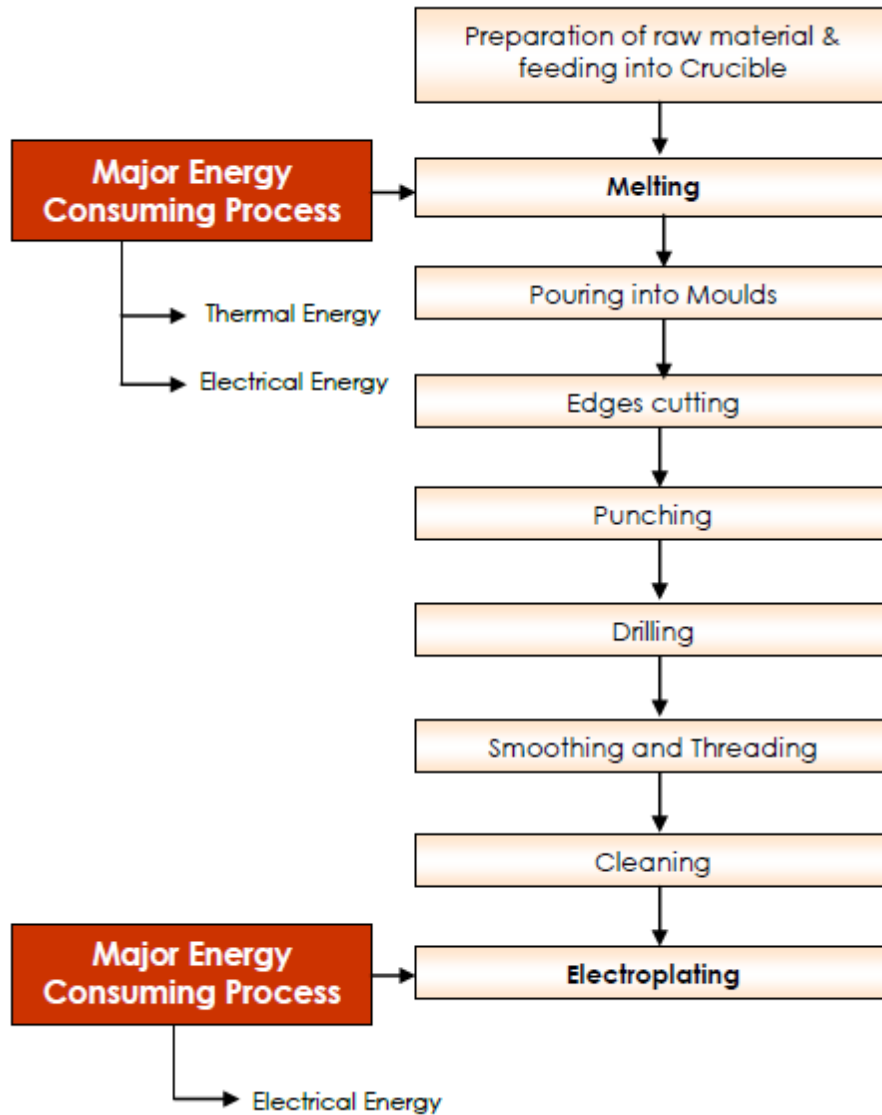 Preparation of raw material &
feeding into Crucible
Major Energy
Consuming Process
Melting
Pouring into Moulds
Thermal Energy
Electrical Energy
Edges cutting
Punching
Drilling
Smoothing and Threading
Cleaning
Major Energy
Consuming Process
Electroplating
Electrical Energy